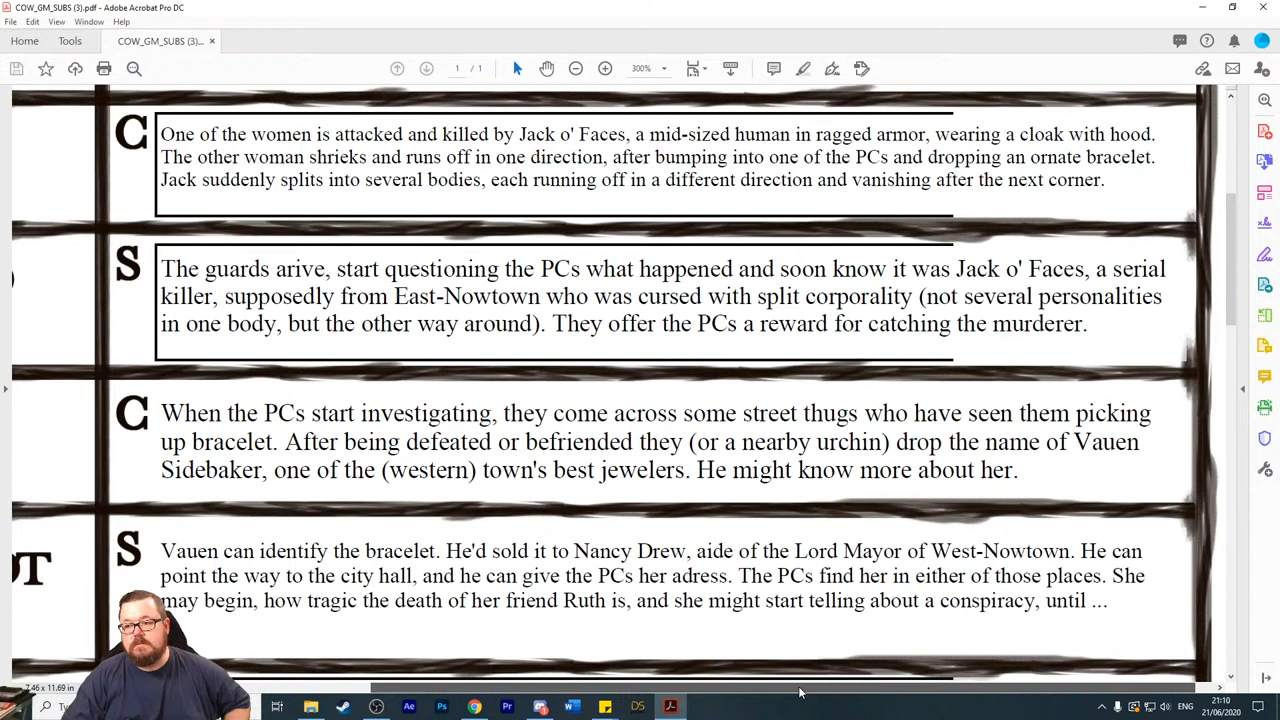 COW_GM_SUBS (3).pdf - Adobe Acrobat Pro DC
File Edit View Window Help
Home Tools COW_GM_SUBS (3)... ×
1 / 1 300%
C One of the women is attacked and killed by Jack o' Faces, a mid-sized human in ragged armor, wearing a cloak with hood.
The other woman shrieks and runs off in one direction, after bumping into one of the PCs and dropping an ornate bracelet.
Jack suddenly splits into several bodies, each running off in a different direction and vanishing after the next corner.
S The guards arive, start questioning the PCs what happened and soon know it was Jack o' Faces, a serial
killer, supposedly from East-Nowtown who was cursed with split corporality (not several personalities
in one body, but the other way around). They offer the PCs a reward for catching the murderer.
C When the PCs start investigating, they come across some street thugs who have seen them picking
up bracelet. After being defeated or befriended they (or a nearby urchin) drop the name of Vauen
Sidebaker, one of the (western) town's best jewelers. He might know more about her.
S Vauen can identify the bracelet. He'd sold it to Nancy Drew, aide of the Lord Mayor of West-Nowtown. He can
point the way to the city hall, and he can give the PCs her adress. The PCs find her in either of those places. She
may begin, how tragic the death of her friend Ruth is, and she might start telling about a conspiracy, until ...
OT
7.46 x 11.69 in
Ty
Ae Ps Pr DS
ENG
21:10
21/06/2020